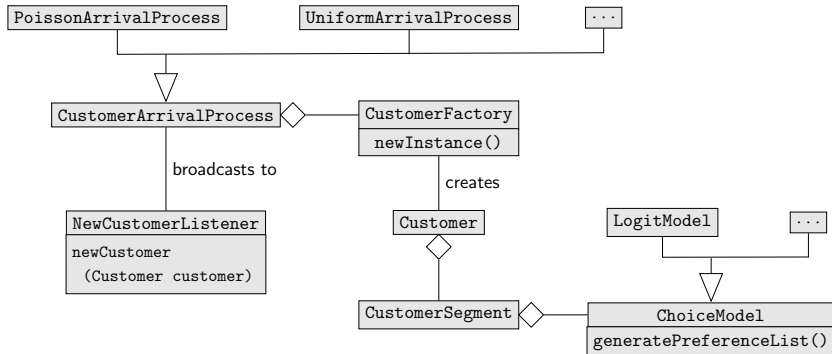 PoissonArrivalProcess
UniformArrivalProcess
...
CustomerArrivalProcess
CustomerFactory
newInstance()
broadcasts to
creates
NewCustomerListener
newCustomer
(Customer customer)
Customer
LogitModel
...
CustomerSegment
ChoiceModel
generatePreferenceList()